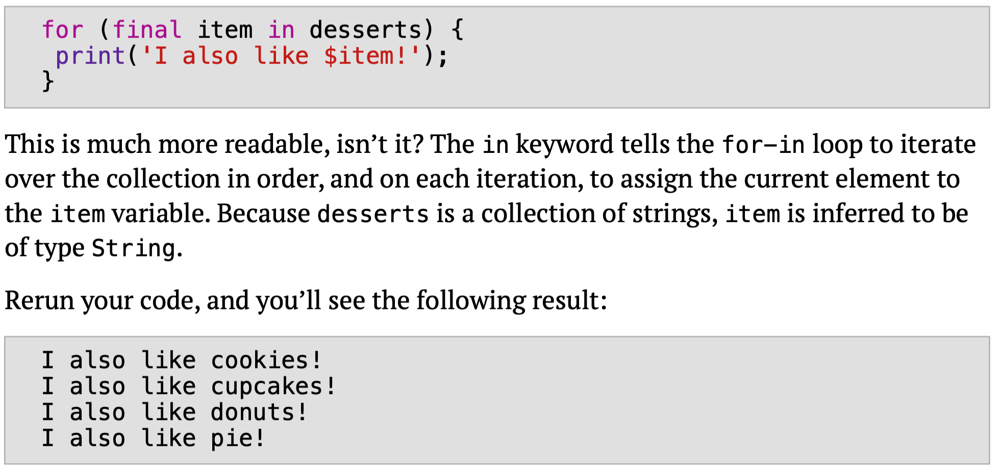 for (final item in desserts) {
 print('I also like $item!');
}
This is much more readable, isn’t it? The in keyword tells the for-in loop to iterate
over the collection in order, and on each iteration, to assign the current element to
the item variable. Because desserts is a collection of strings, item is inferred to be
of type String.
Rerun your code, and you’ll see the following result:
I also like cookies!
I also like cupcakes!
I also like donuts!
I also like pie!